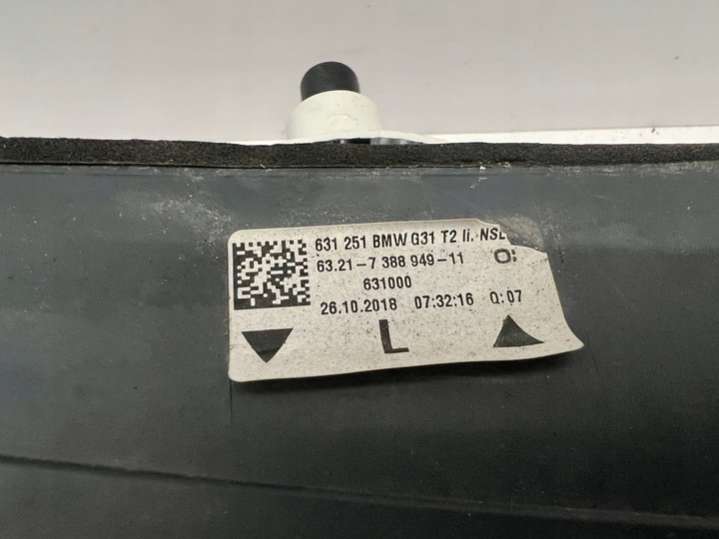 631 251 BMW G31 T2 li. NSL
63.21-7 388 949-11
631000
26.10.2018 07:32:16 Q:07
L